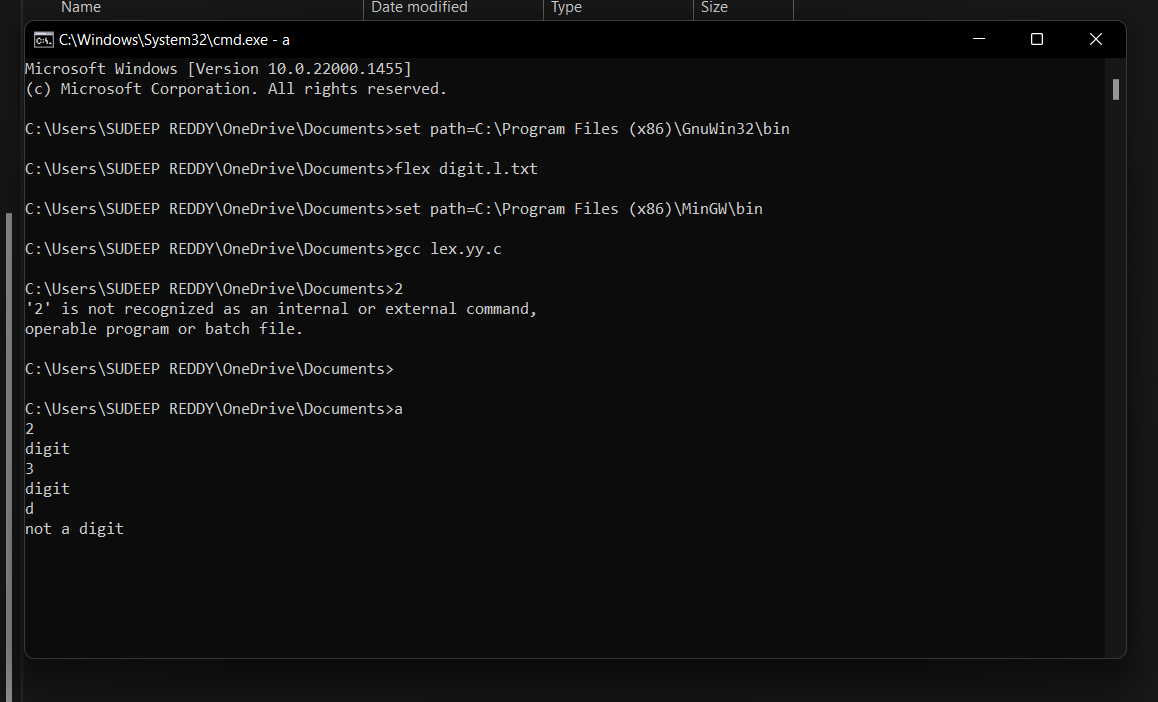 Name Date modified Type Size
C:\Windows\System32\cmd.exe - a
Microsoft Windows [Version 10.0.22000.1455]
(c) Microsoft Corporation. All rights reserved.
C:\Users\SUDEEP REDDY\OneDrive\Documents>set path=C:\Program Files (x86)\GnuWin32\bin
C:\Users\SUDEEP REDDY\OneDrive\Documents>flex digit.l.txt
C:\Users\SUDEEP REDDY\OneDrive\Documents>set path=C:\Program Files (x86)\MinGW\bin
C:\Users\SUDEEP REDDY\OneDrive\Documents>gcc lex.yy.c
C:\Users\SUDEEP REDDY\OneDrive\Documents>2
'2' is not recognized as an internal or external command,
operable program or batch file.
C:\Users\SUDEEP REDDY\OneDrive\Documents>
C:\Users\SUDEEP REDDY\OneDrive\Documents>a
2
digit
3
digit
d
not a digit